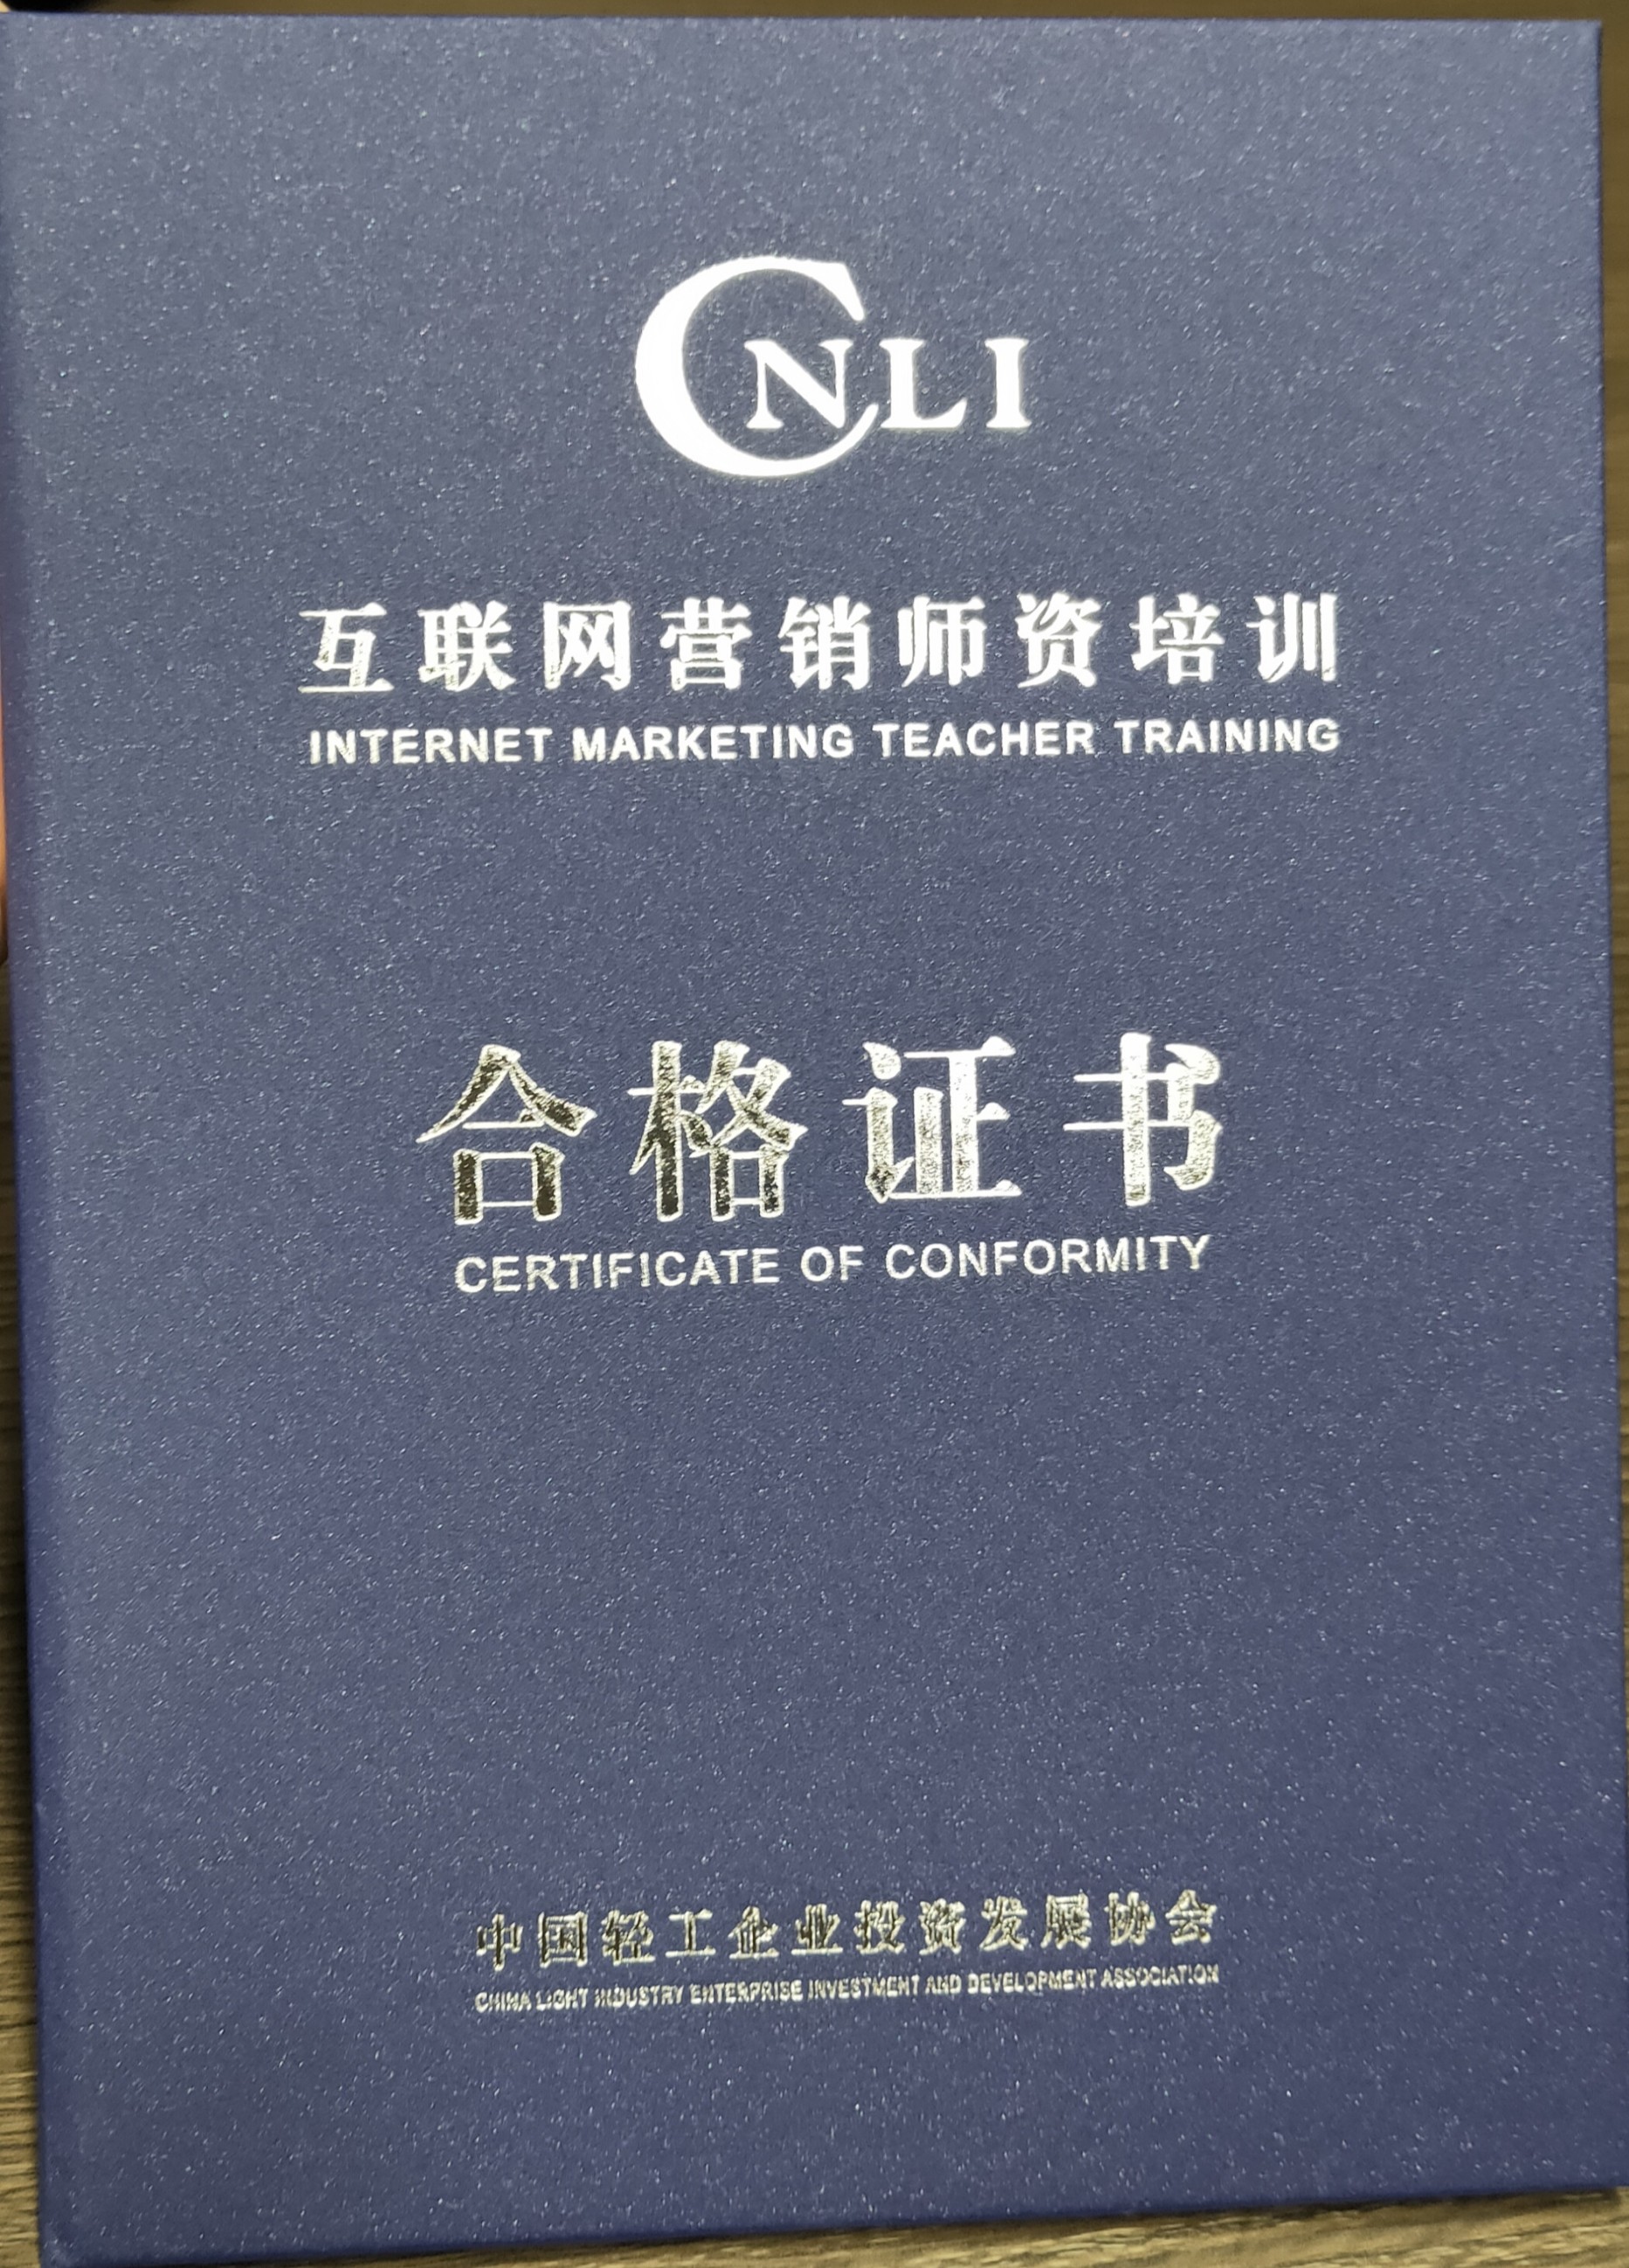 CNLI
互联网营销师资培训
INTERNET MARKETING TEACHER TRAINING
合格证书
CERTIFICATE OF CONFORMITY
中国轻工企业投资发展协会
CHINA LIGHT INDUSTRY ENTERPRISE INVESTMENT AND DEVELOPMENT ASSOCIATION